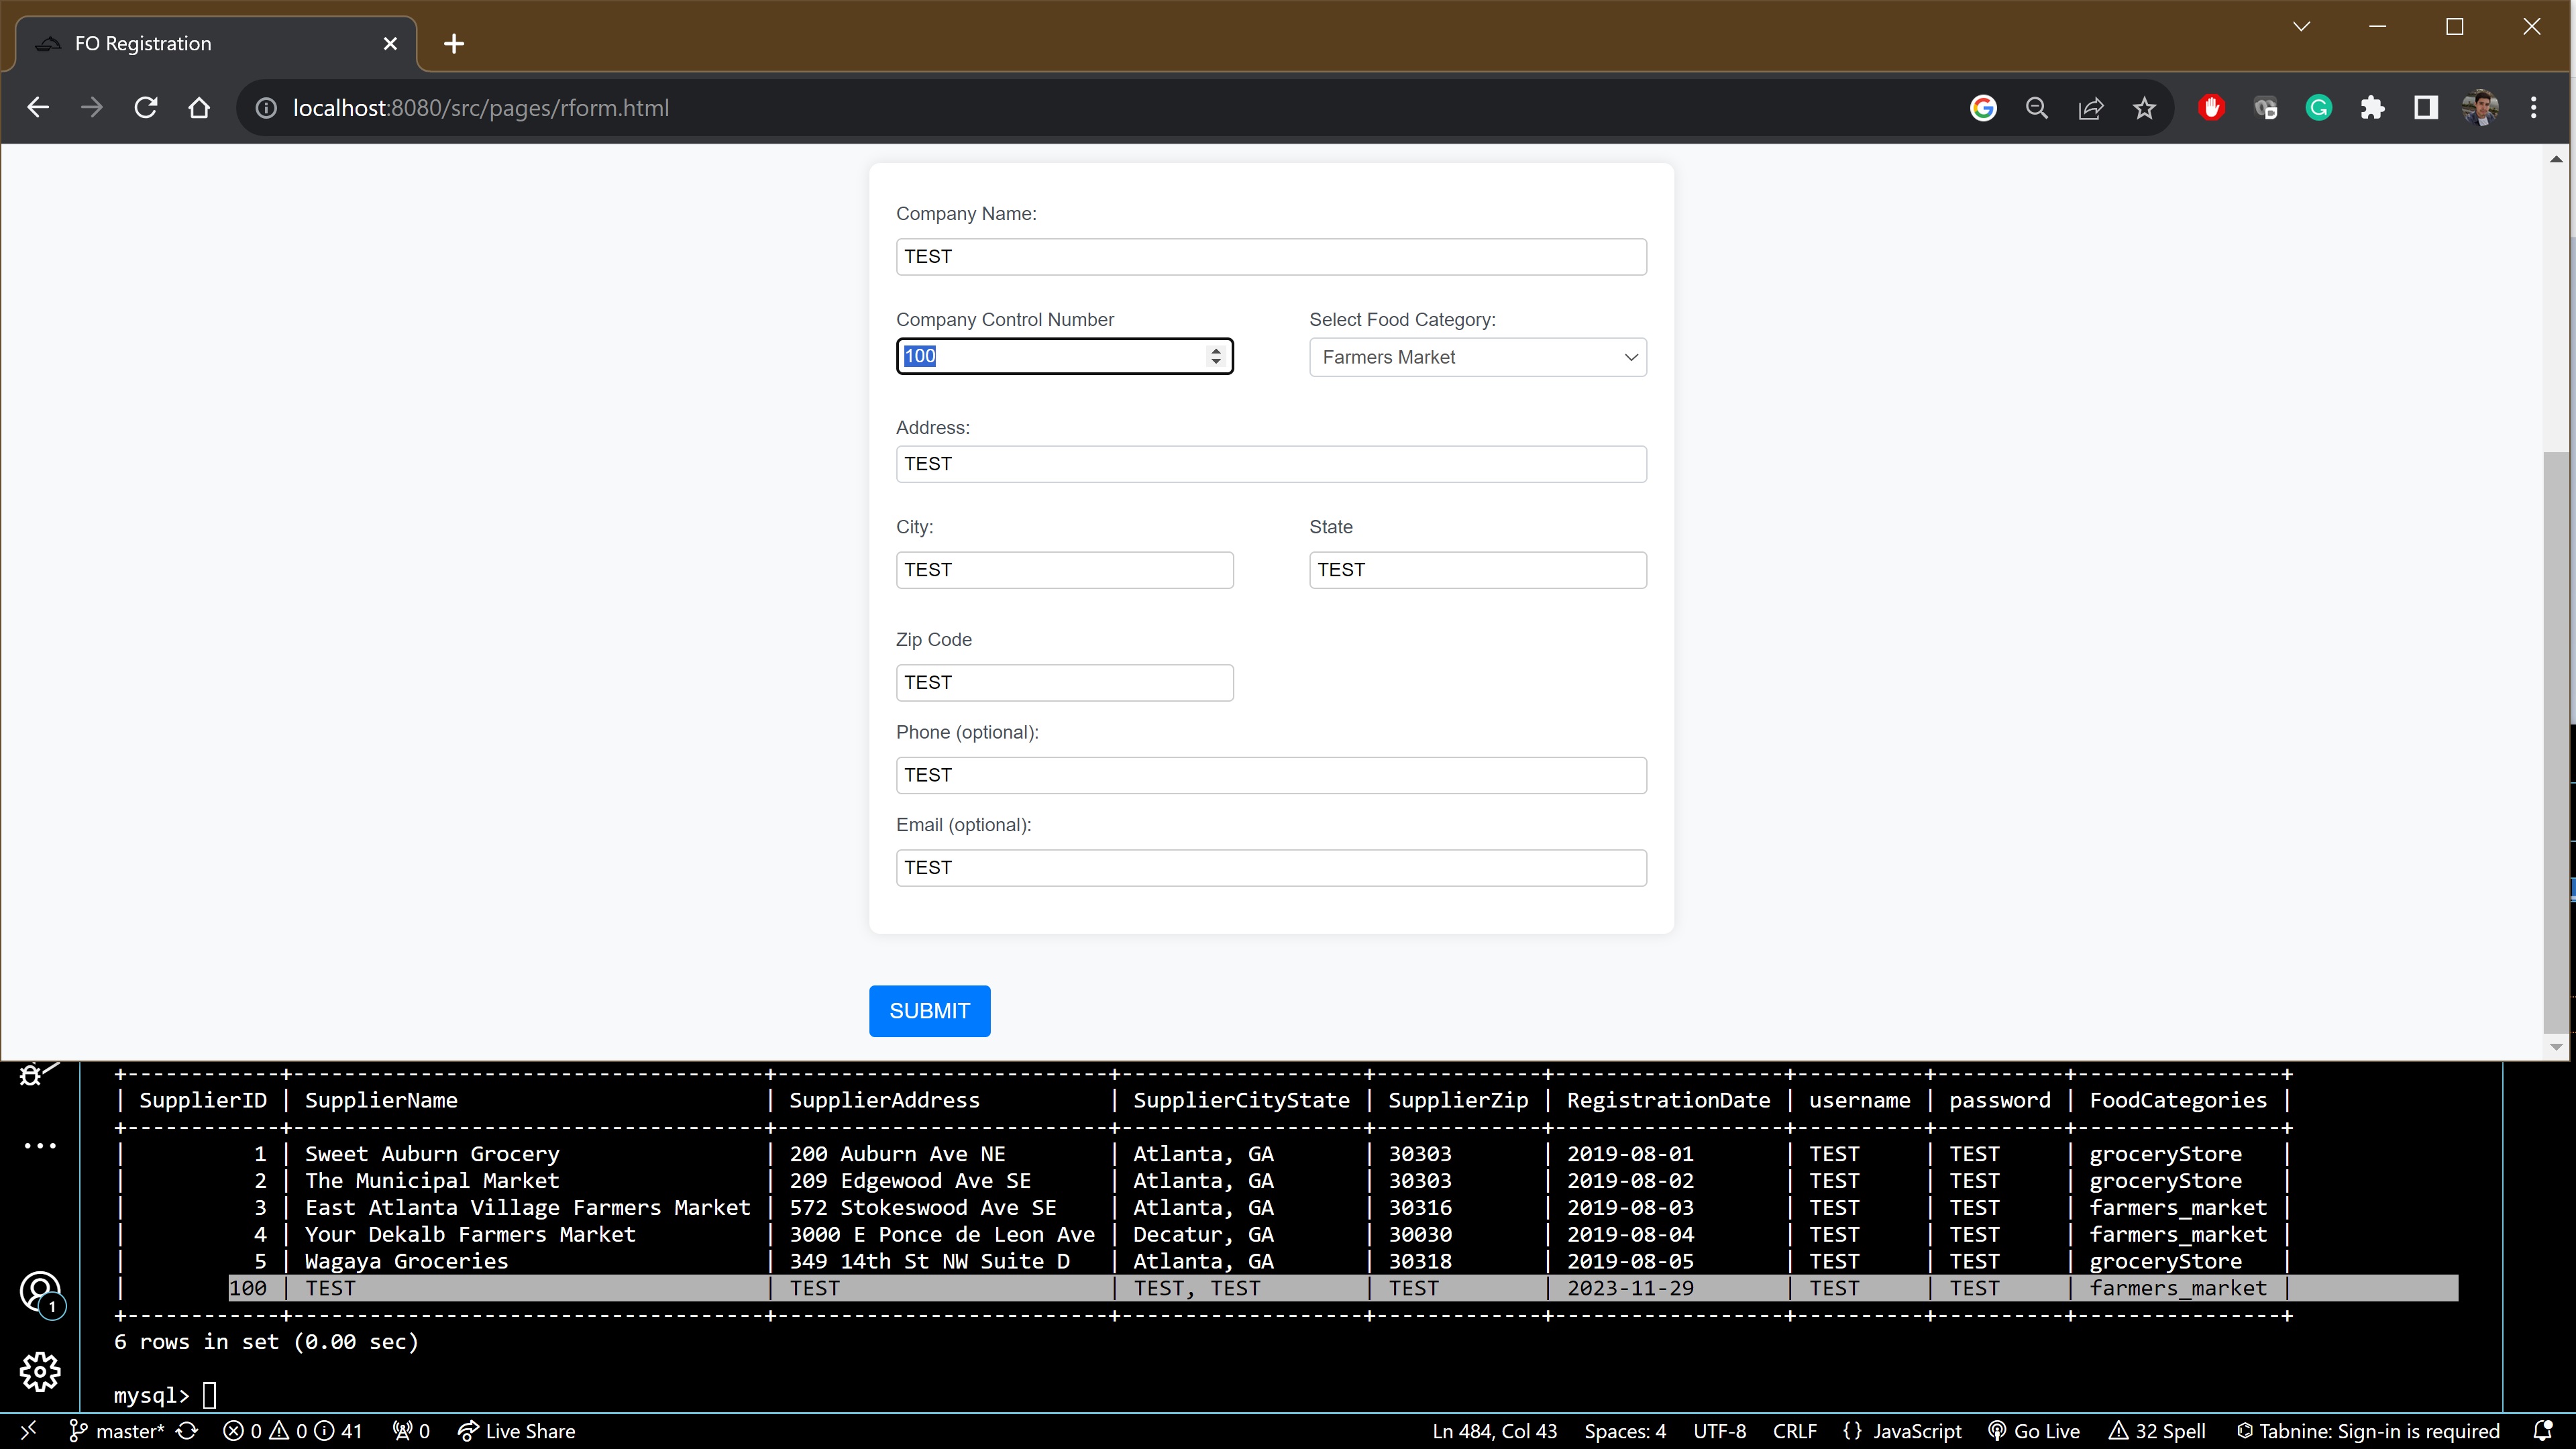 FO Registration
localhost:8080/src/pages/rform.html
Company Name:
TEST
Company Control Number Select Food Category:
100 Farmers Market
Address:
TEST
City: State
TEST TEST
Zip Code
TEST
Phone (optional):
TEST
Email (optional):
TEST
SUBMIT
+------------+-------------------------------------+--------------------------+-------------------+-------------+------------------+----------+----------+----------------+
| SupplierID | SupplierName | SupplierAddress | SupplierCityState | SupplierZip | RegistrationDate | username | password | FoodCategories |
+------------+-------------------------------------+--------------------------+-------------------+-------------+------------------+----------+----------+----------------+
| 1 | Sweet Auburn Grocery | 200 Auburn Ave NE | Atlanta, GA | 30303 | 2019-08-01 | TEST | TEST | groceryStore |
| 2 | The Municipal Market | 209 Edgewood Ave SE | Atlanta, GA | 30303 | 2019-08-02 | TEST | TEST | groceryStore |
| 3 | East Atlanta Village Farmers Market | 572 Stokeswood Ave SE | Atlanta, GA | 30316 | 2019-08-03 | TEST | TEST | farmers_market |
| 4 | Your Dekalb Farmers Market | 3000 E Ponce de Leon Ave | Decatur, GA | 30030 | 2019-08-04 | TEST | TEST | farmers_market |
| 5 | Wagaya Groceries | 349 14th St NW Suite D | Atlanta, GA | 30318 | 2019-08-05 | TEST | TEST | groceryStore |
| 100 | TEST | TEST | TEST, TEST | TEST | 2023-11-29 | TEST | TEST | farmers_market |
+------------+-------------------------------------+--------------------------+-------------------+-------------+------------------+----------+----------+----------------+
1
6 rows in set (0.00 sec)
mysql>
master* 0 0 41 0 Live Share Ln 484, Col 43 Spaces: 4 UTF-8 CRLF {} JavaScript Go Live 32 Spell Tabnine: Sign-in is required